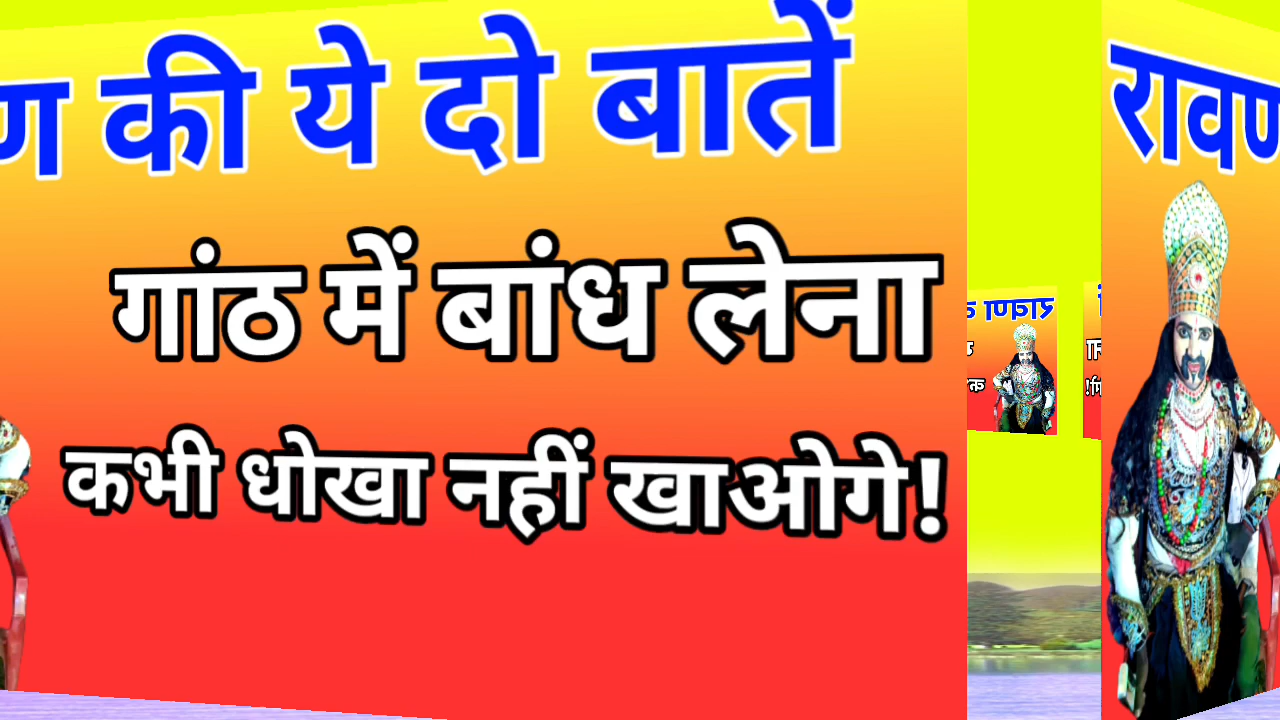 ण की ये दो बातें
गांठ में बांध लेना
कभी धोखा नहीं खाओगे!
रावण